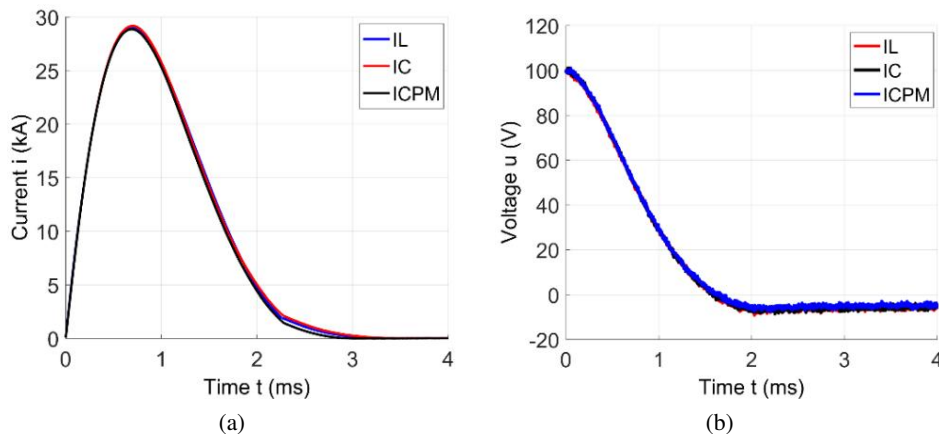 30
25
20
15
10
5
0
Current i (kA)
IL
IC
ICPM
0 1 2 3 4
Time t (ms)
(a)
120
100
80
60
40
20
0
-20
Voltage u (V)
IL
IC
ICPM
0 1 2 3 4
Time t (ms)
(b)